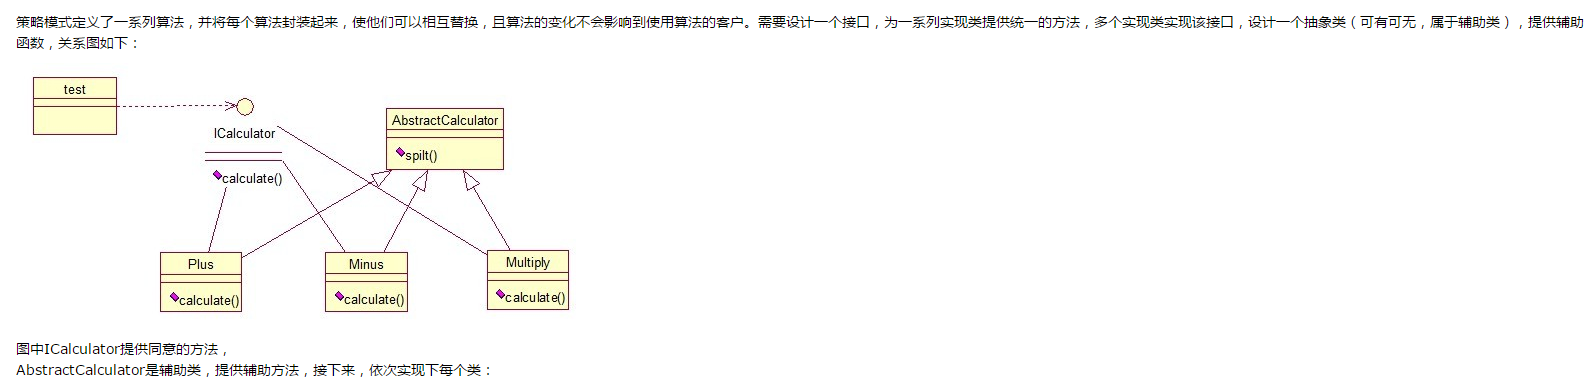 策略模式定义了一系列算法，并将每个算法封装起来，使他们可以相互替换，且算法的变化不会影响到使用算法的客户。需要设计一个接口，为一系列实现类提供统一的方法，多个实现类实现该接口，设计一个抽象类（可有可无，属于辅助类），提供辅助
函数，关系图如下：
test
ICalculator
calculate()
AbstractCalculator
spilt()
Plus
calculate()
Minus
calculate()
Multiply
calculate()
图中ICalculator提供同意的方法，
AbstractCalculator是辅助类，提供辅助方法，接下来，依次实现下每个类：